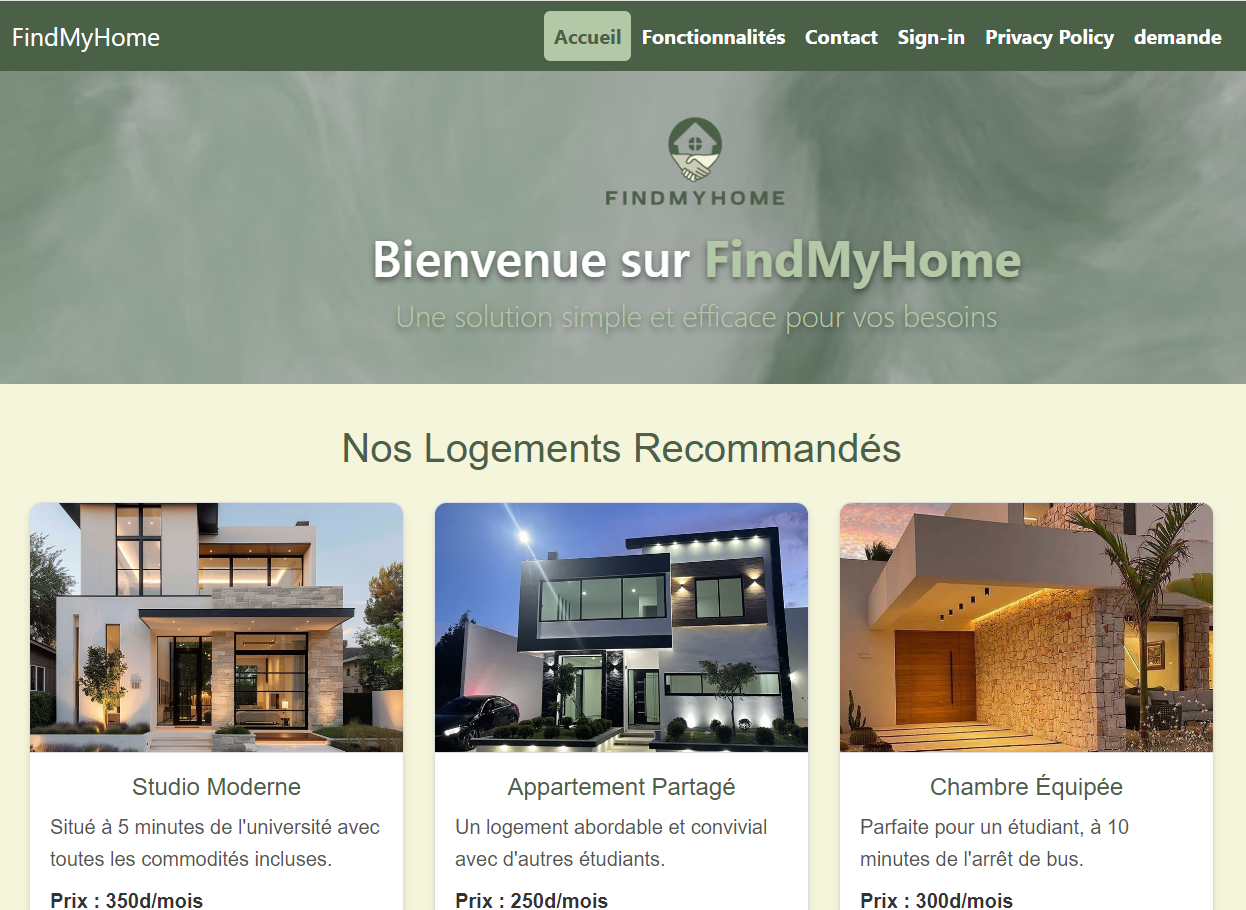 FindMyHome
Accueil Fonctionnalités Contact Sign-in Privacy Policy demande
FINDMYHOME
Bienvenue sur FindMyHome
Une solution simple et efficace pour vos besoins
Nos Logements Recommandés
Studio Moderne
Situé à 5 minutes de l'université avec
toutes les commodités incluses.
Prix : 350d/mois
Appartement Partagé
Un logement abordable et convivial
avec d'autres étudiants.
Prix : 250d/mois
Chambre Équipée
Parfaite pour un étudiant, à 10
minutes de l'arrêt de bus.
Prix : 300d/mois